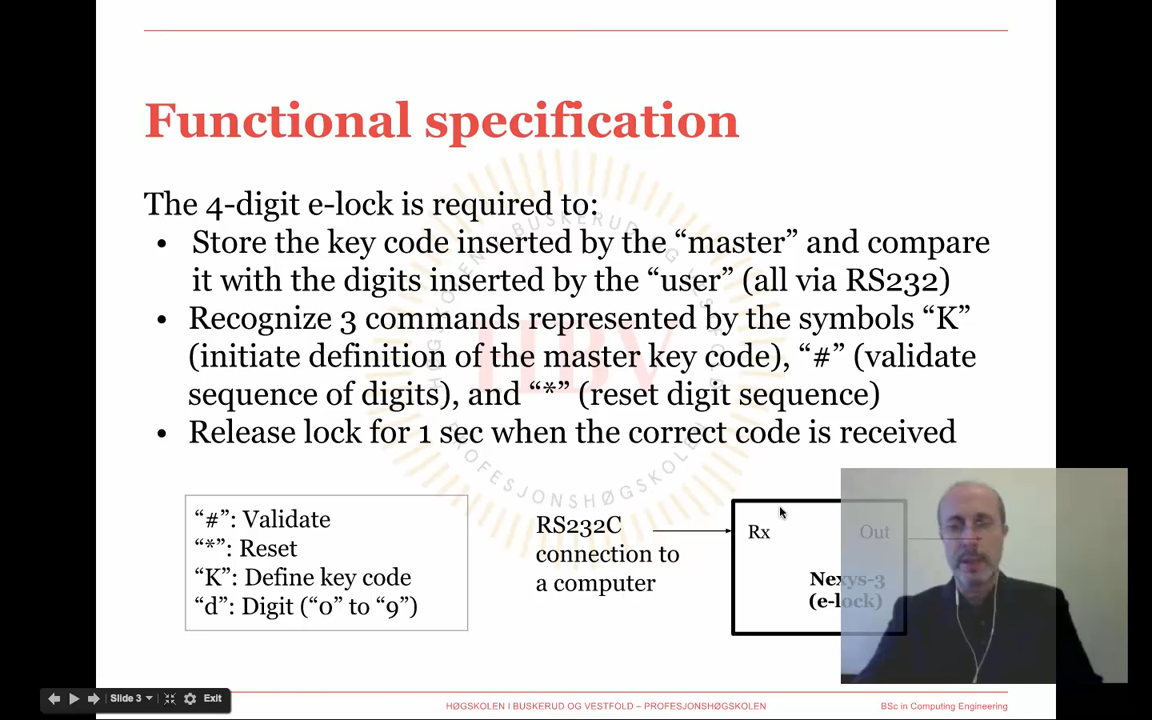 Functional specification
The 4-digit e-lock is required to:
• Store the key code inserted by the “master” and compare
it with the digits inserted by the “user” (all via RS232)
• Recognize 3 commands represented by the symbols “K”
(initiate definition of the master key code), “#” (validate
sequence of digits), and “*” (reset digit sequence)
• Release lock for 1 sec when the correct code is received
“#”: Validate
“*”: Reset
“K”: Define key code
“d”: Digit (“0” to “9”)
RS232C
connection to
a computer
Rx
Out
Nexys-3
(e-lock)
Slide 3
Exit
HØGSKOLEN I BUSKERUD OG VESTFOLD – PROFESJONSHØGSKOLEN
BSc in Computing Engineering